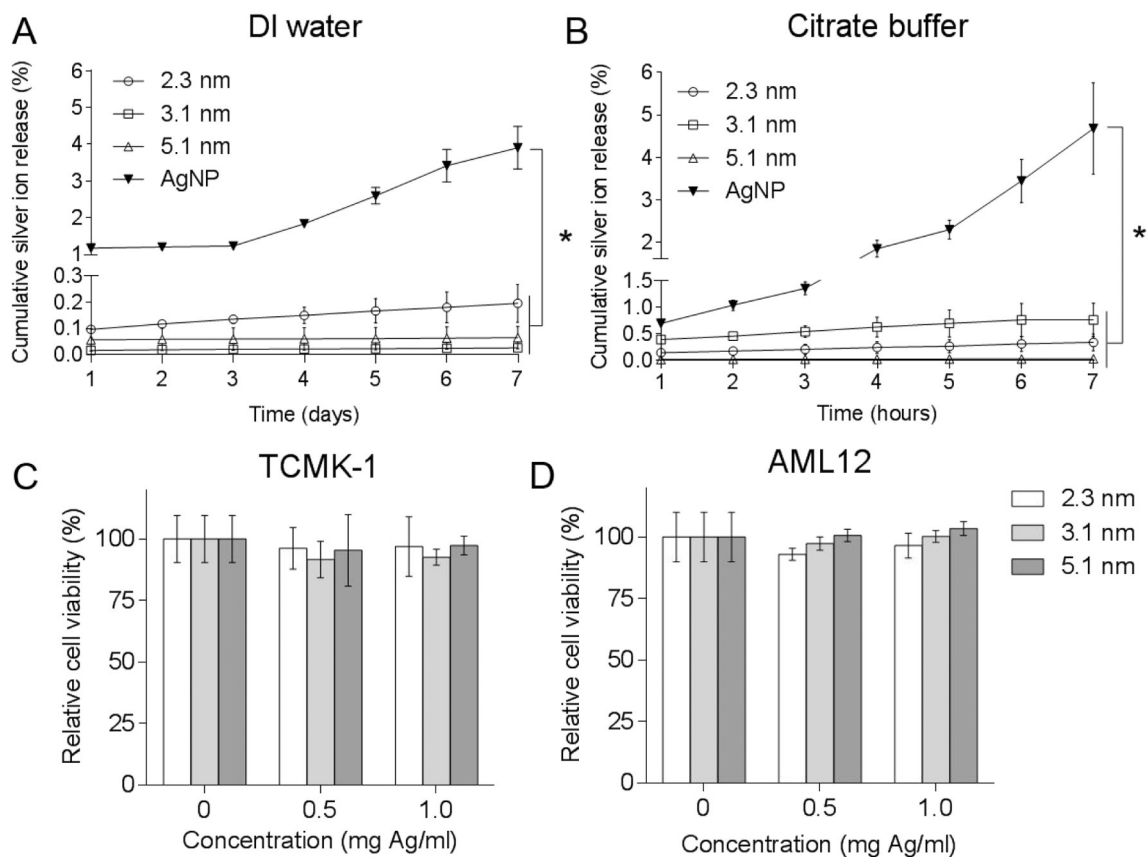 A
DI water
Cumulative silver ion release (%)
6
5
4
3
2
1
0.3
0.2
0.1
0.0
2.3 nm
3.1 nm
5.1 nm
AgNP
*
1 2 3 4 5 6 7
Time (days)
B
Citrate buffer
Cumulative silver ion release (%)
6
5
4
3
2
1.5
1.0
0.5
0.0
2.3 nm
3.1 nm
5.1 nm
AgNP
*
1 2 3 4 5 6 7
Time (hours)
C
TCMK-1
Relative cell viability (%)
100
75
50
25
0
0 0.5 1.0
Concentration (mg Ag/ml)
D
AML12
Relative cell viability (%)
100
75
50
25
0
0 0.5 1.0
Concentration (mg Ag/ml)
2.3 nm
3.1 nm
5.1 nm